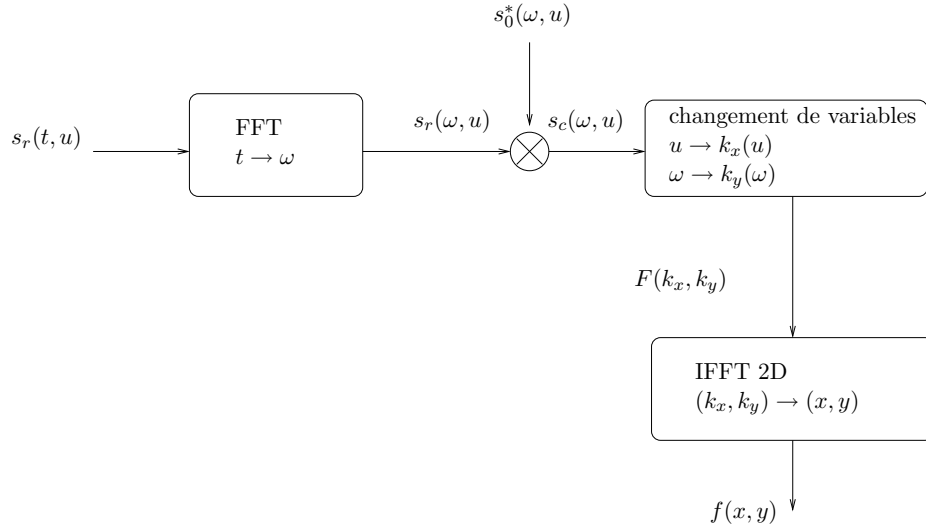 s_0^*(ω, u)
s_r(t, u)
FFT
t → ω
s_r(ω, u)
s_c(ω, u)
changement de variables
u → k_x(u)
ω → k_y(ω)
F(k_x, k_y)
IFFT 2D
(k_x, k_y) → (x, y)
f(x, y)